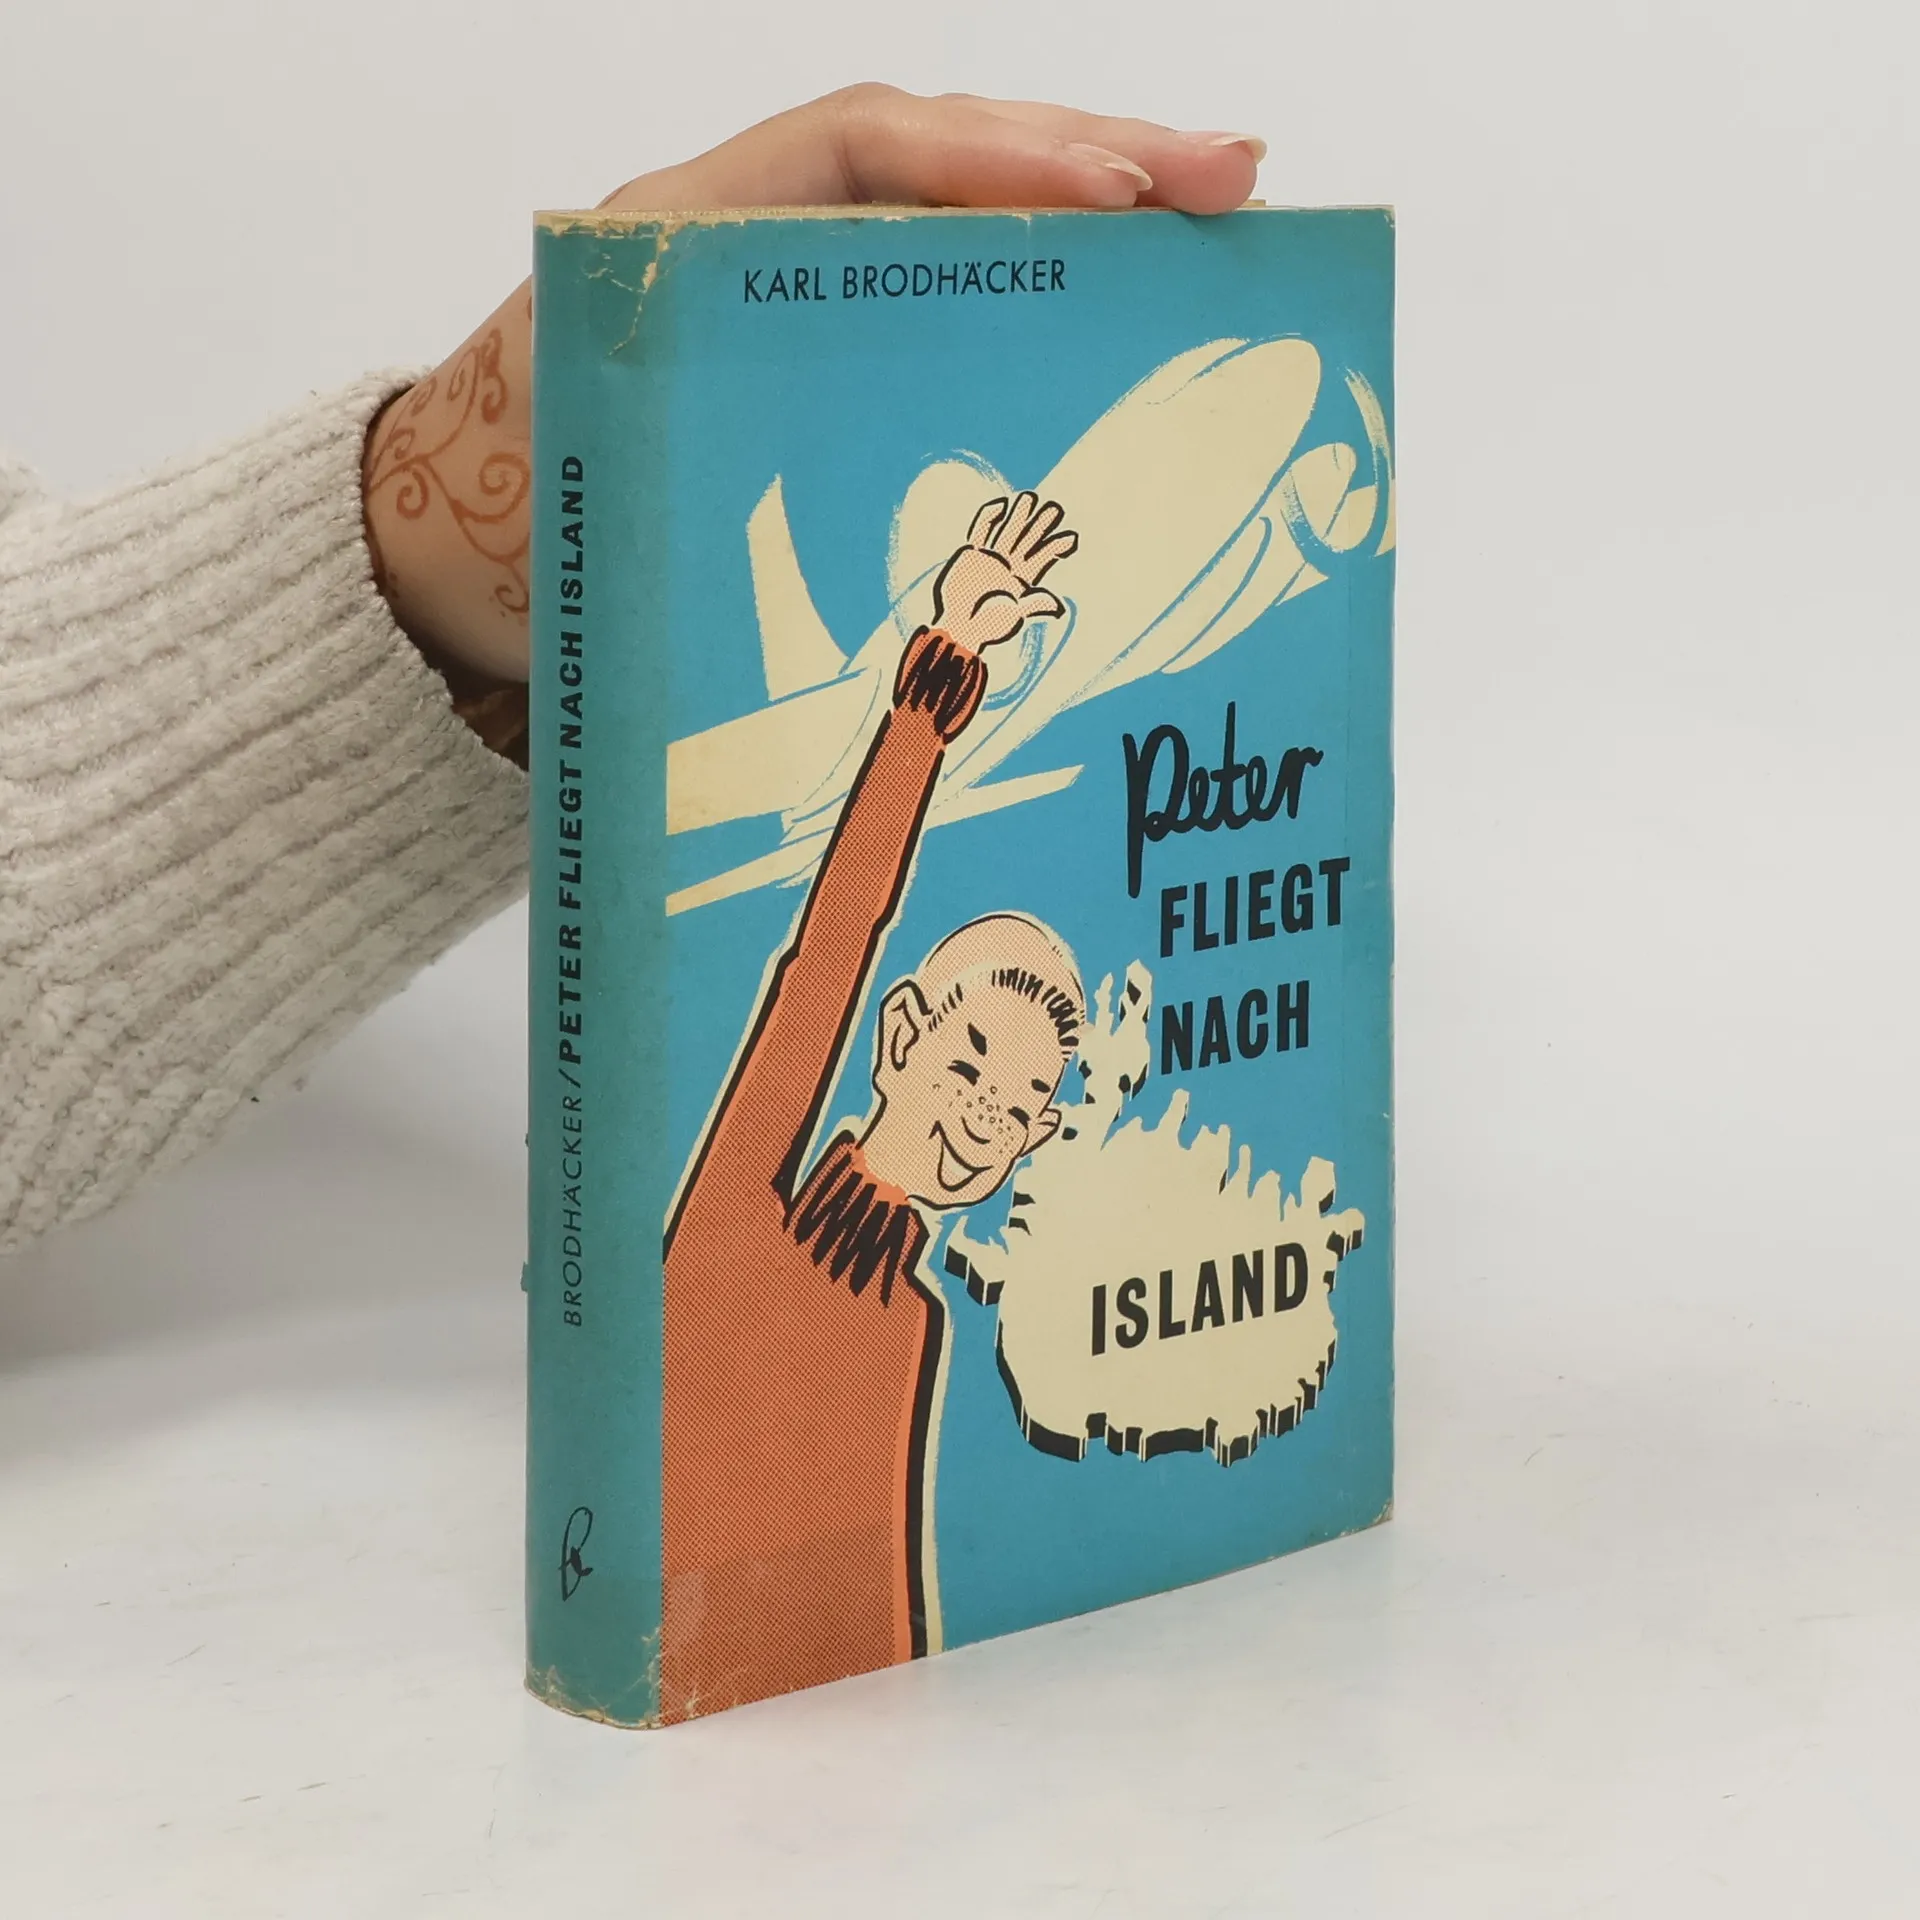 KARL BRODHÄCKER
Peter
FLIEGT
NACH
ISLAND
BRODHÄCKER/PETER FLIEGT NACH ISLAND